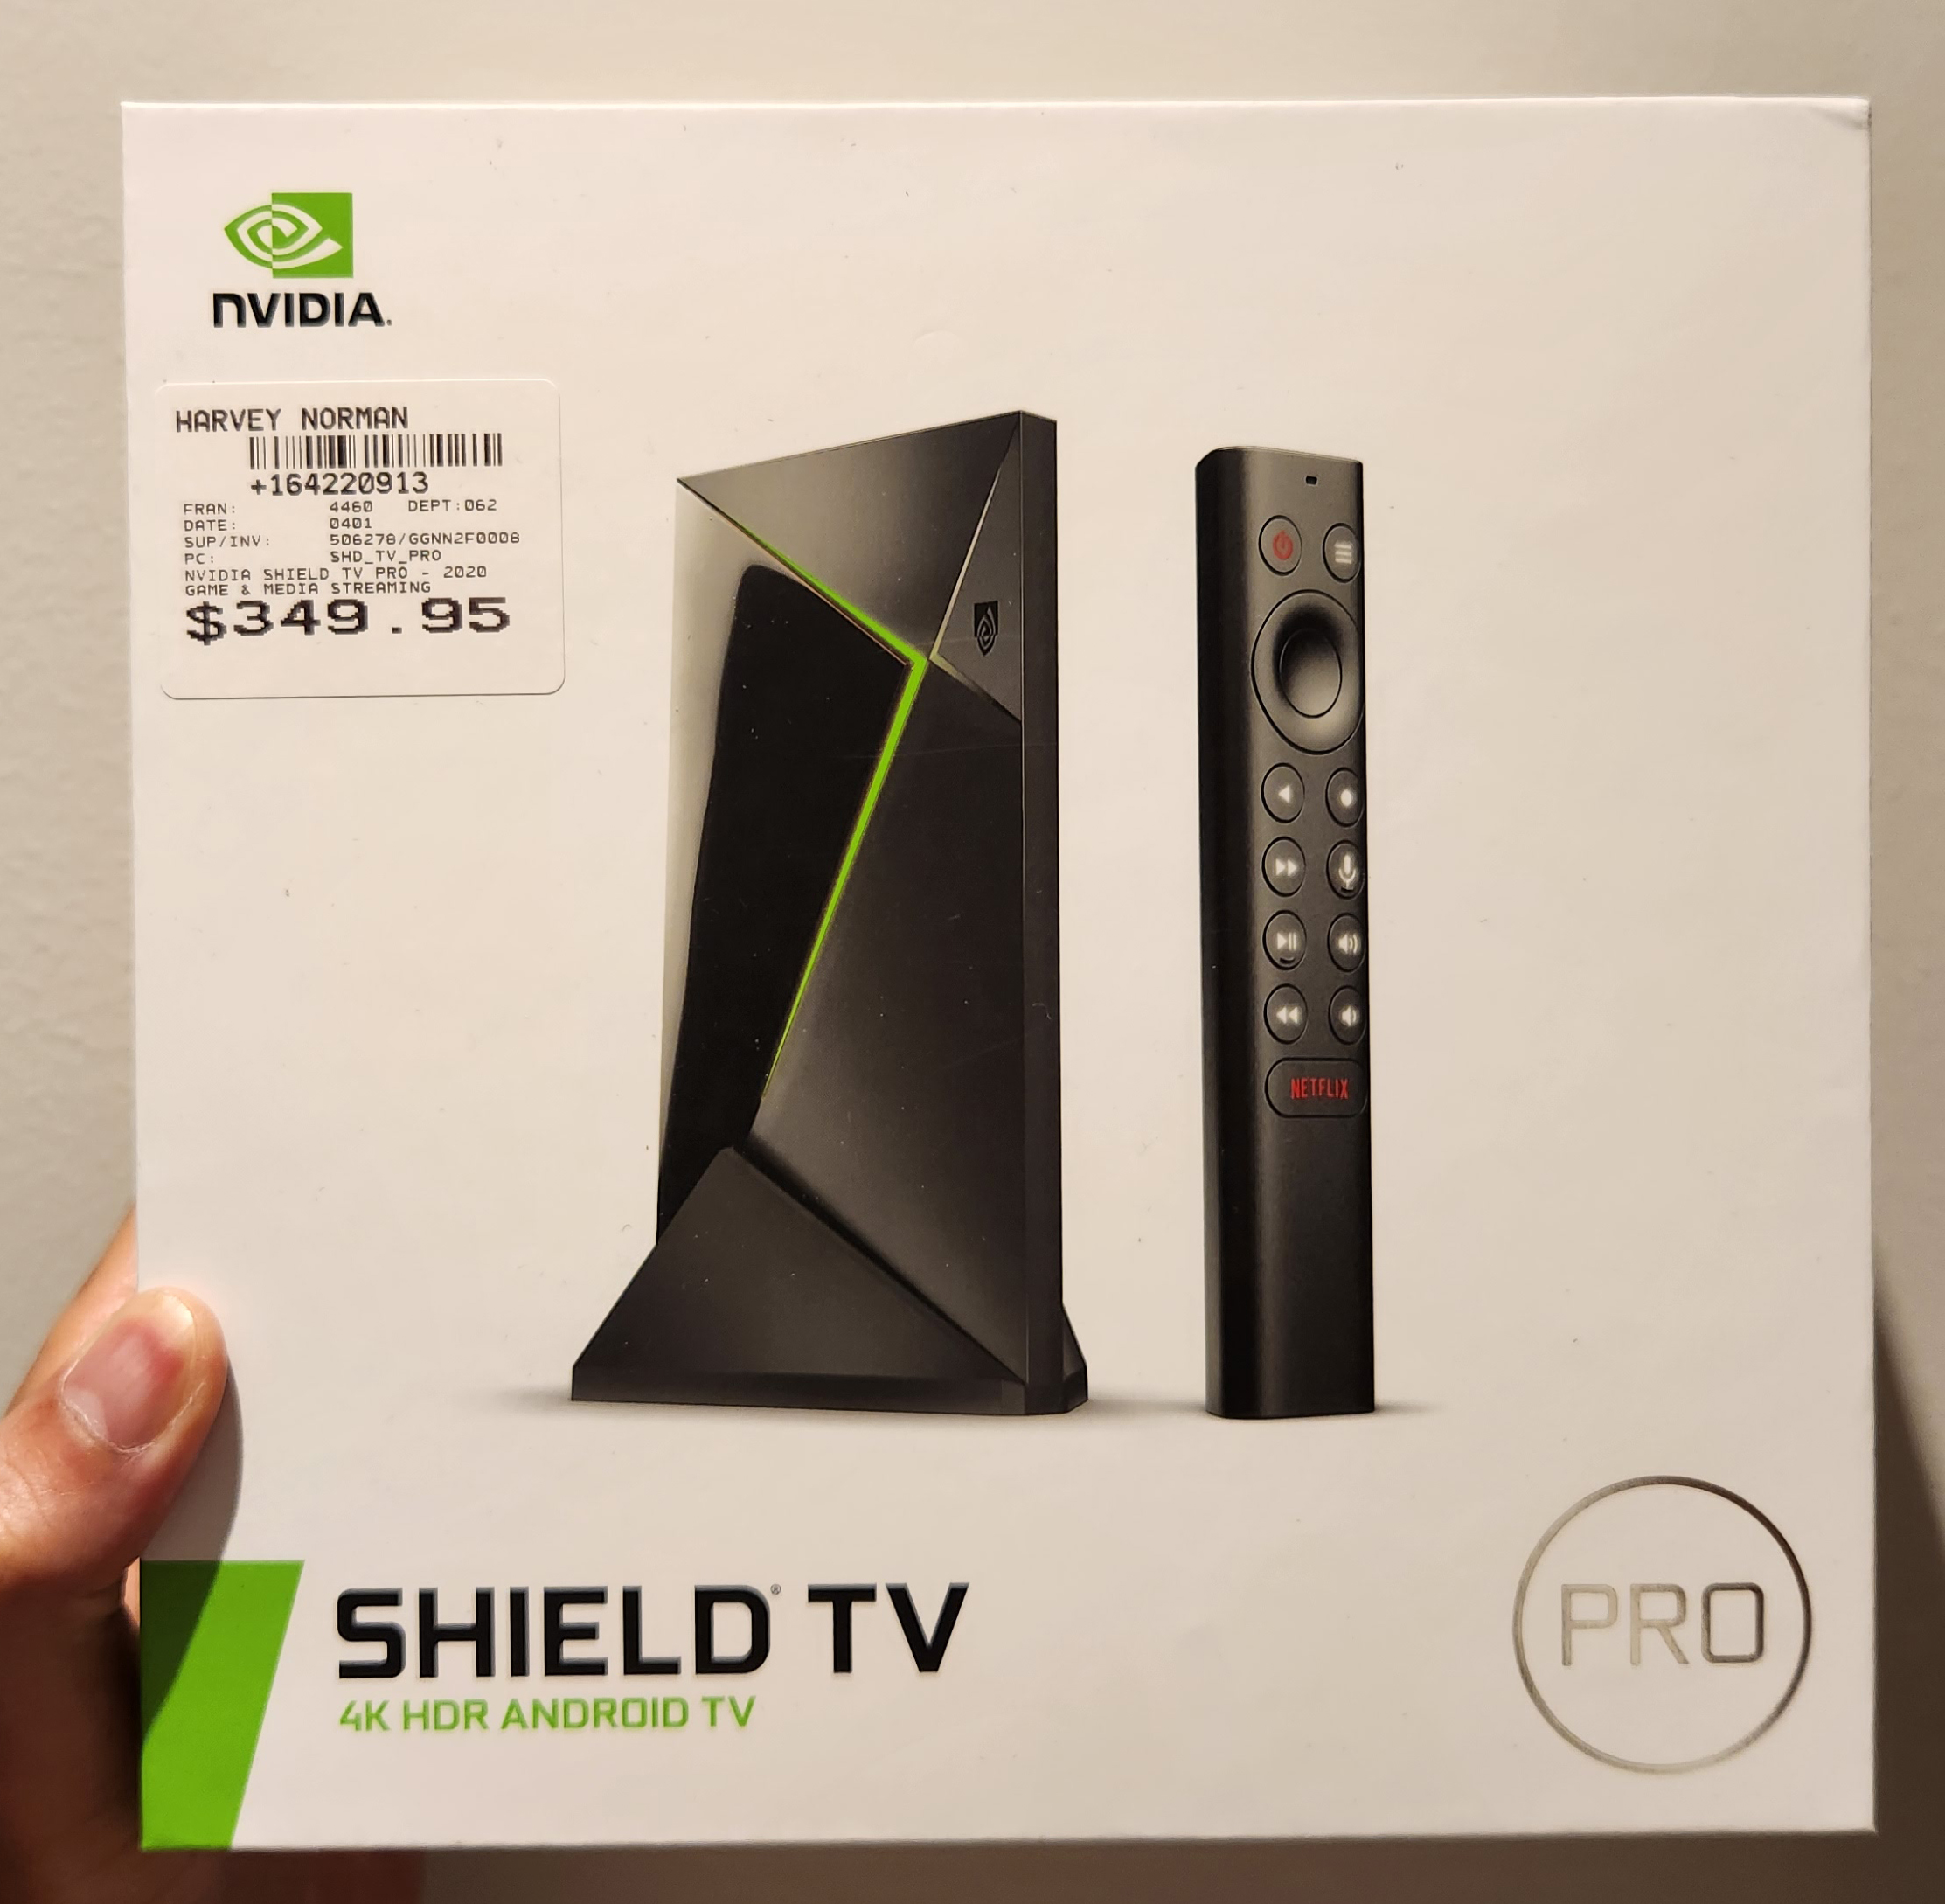 NVIDIA.
HARVEY NORMAN
+164220913
FRAN: 4460 DEPT:062
DATE: 0401
SUP/INV: 506278/GGNN2F0008
PC: SHD_TV_PRO
NVIDIA SHIELD TV PRO - 2020
GAME & MEDIA STREAMING
$349.95
NETFLIX
SHIELD® TV
4K HDR ANDROID TV
PRO